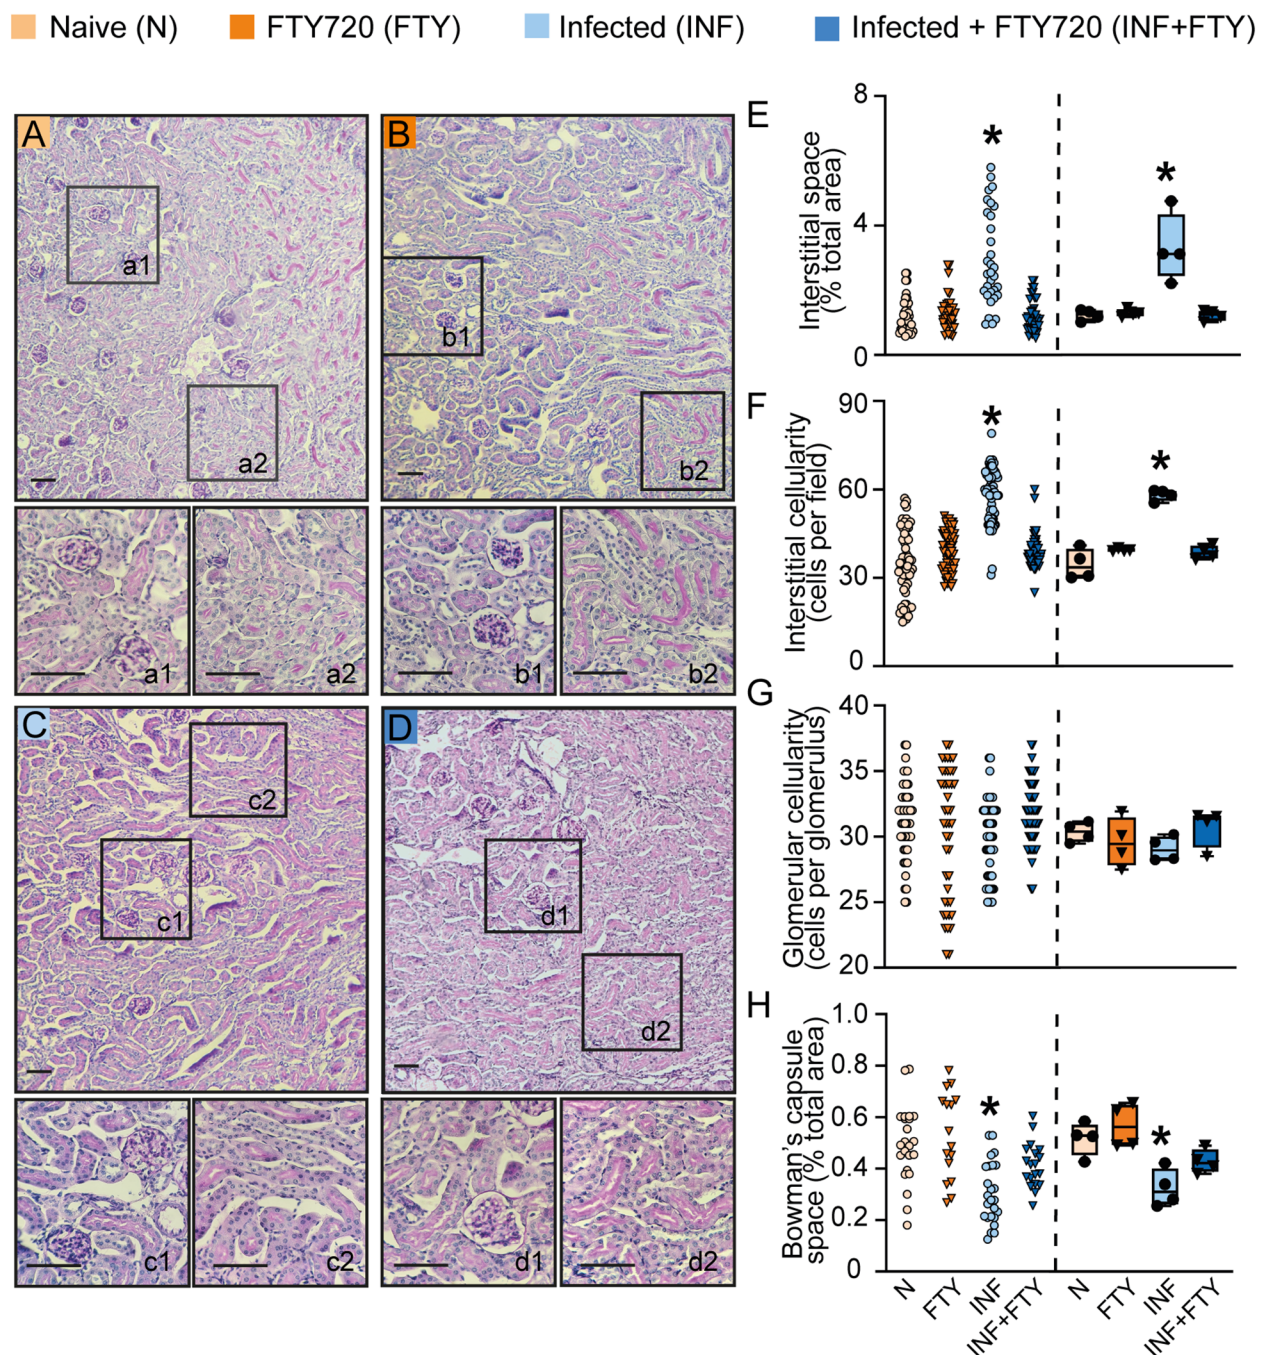 Naive (N) FTY720 (FTY) Infected (INF) Infected + FTY720 (INF+FTY)
A
a1
a2
B
b1
b2
a1
a2
b1
b2
C
c2
c1
D
d1
d2
c1
c2
d1
d2
E
Interstitial space
(% total area)
8
4
0
*
*
F
Interstitial cellularity
(cells per field)
90
60
30
0
*
*
G
Glomerular cellularity
(cells per glomerulus)
40
35
30
25
20
H
Bowman's capsule
space (% total area)
1.0
0.8
0.6
0.4
0.2
0
*
*
N
FTY
INF
INF+FTY
N
FTY
INF
INF+FTY